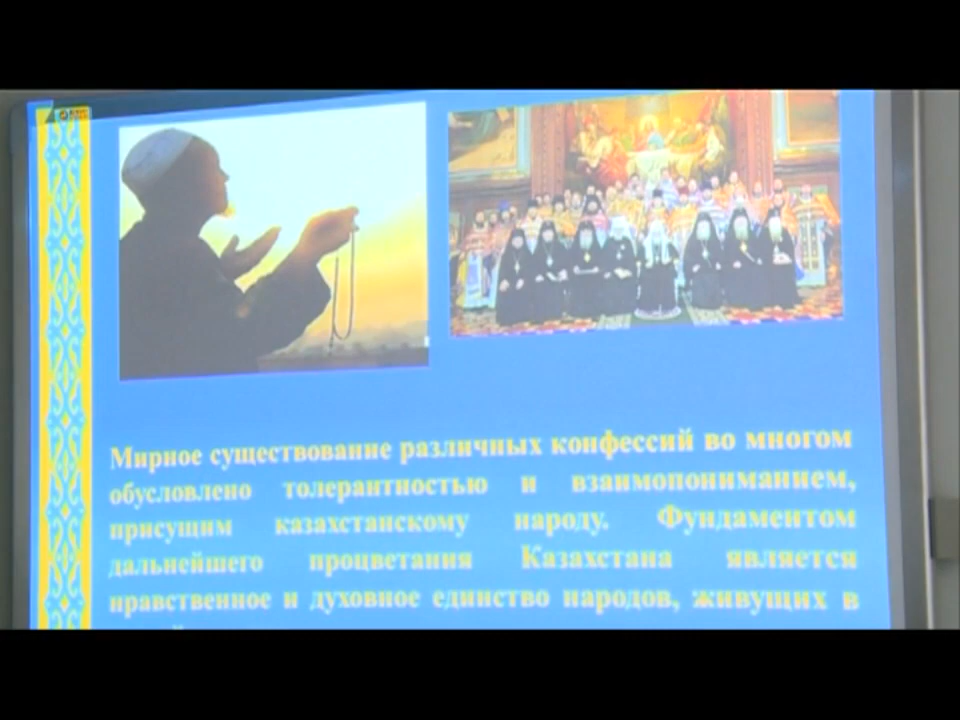 Мирное существование различных конфессий во многом
обусловлено толерантностью и взаимопониманием,
присущим казахстанскому народу. Фундаментом
дальнейшего процветания Казахстана является
нравственное и духовное единство народов, живущих в